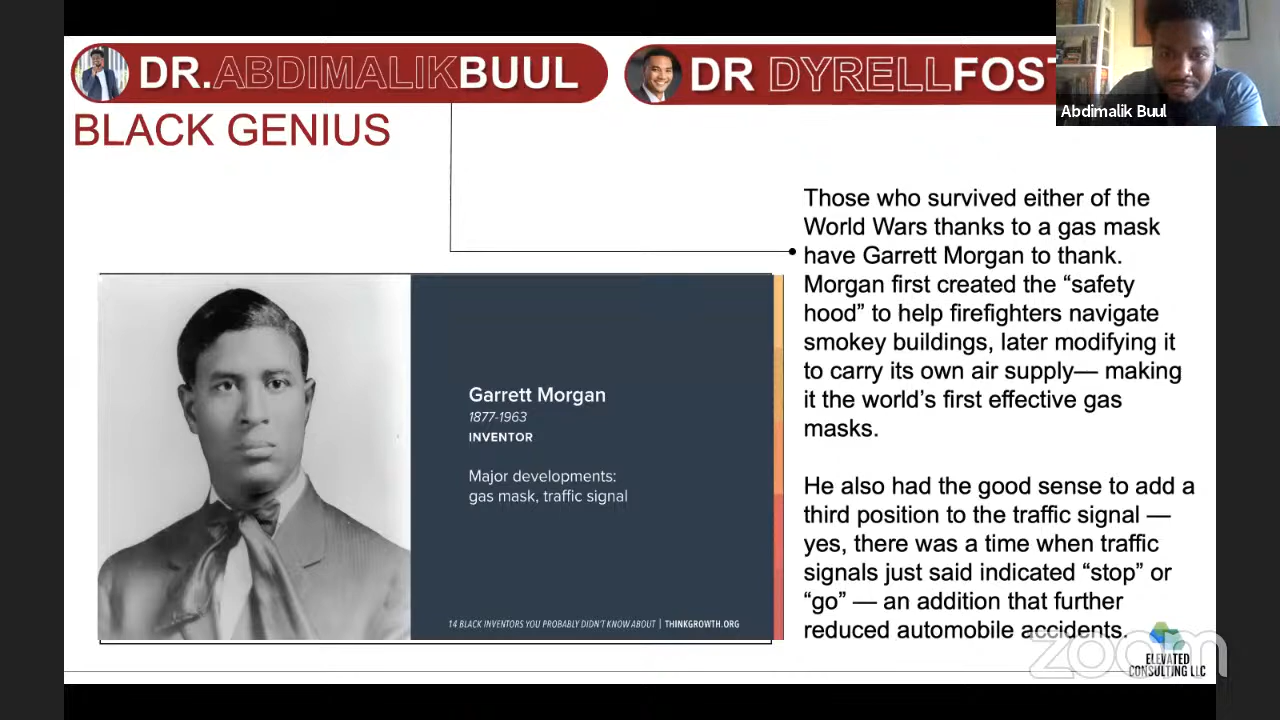 DR.ABDIMALIKBUUL
DR DYRELLFOST
Abdimalik Buul
BLACK GENIUS
Those who survived either of the
World Wars thanks to a gas mask
have Garrett Morgan to thank.
Morgan first created the “safety
hood” to help firefighters navigate
smokey buildings, later modifying it
to carry its own air supply— making
it the world’s first effective gas
masks.
He also had the good sense to add a
third position to the traffic signal —
yes, there was a time when traffic
signals just said indicated “stop” or
“go” — an addition that further
reduced automobile accidents.
Garrett Morgan
1877-1963
INVENTOR
Major developments:
gas mask, traffic signal
14 BLACK INVENTORS YOU PROBABLY DIDN'T KNOW ABOUT | THINKGROWTH.ORG
zoom
ELEVATED
CONSULTING LLC